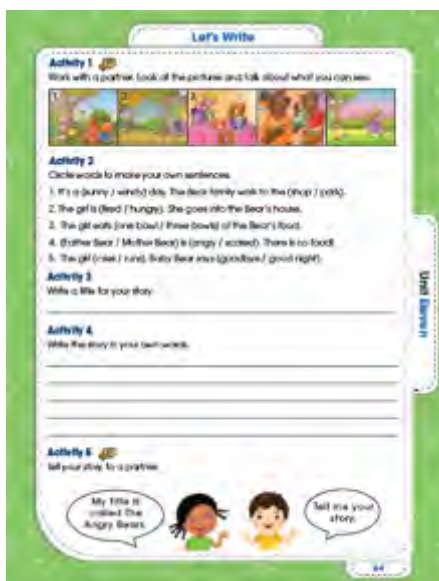 Let's Write
Activity 1
Work with a partner. Look at the pictures and talk about what you can see.
1. 2. 3. 4. 5.
Activity 2
Circle words to make your own sentences.
1. It's a (sunny / windy) day. The Bear family walk to the (shop / park).
2. The girl is (tired / hungry). She goes into the Bear's house.
3. The girl eats (one bowl / three bowls) of the Bear's food.
4. (Father Bear / Mother Bear) is (angry / scared). There is no food!
5. The girl (cries / runs). Baby Bear says (goodbye / good night).
Activity 3
Write a title for your story.
Activity 4
Write the story in your own words.
Activity 5
Tell your story to a partner.
My title is
called The
Angry Bears.
Tell me your
story.
Unit Eleven